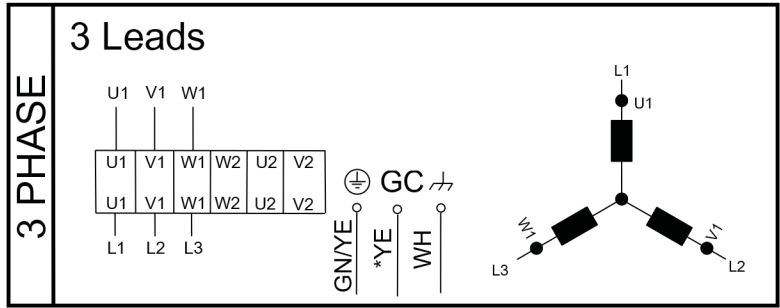 3 PHASE
3 Leads
U1 V1 W1
U1 V1 W1 W2 U2 V2
U1 V1 W1 W2 U2 V2
L1 L2 L3
GC
GN/YE
*YE
WH
L1
U1
W1
V1
L3
L2